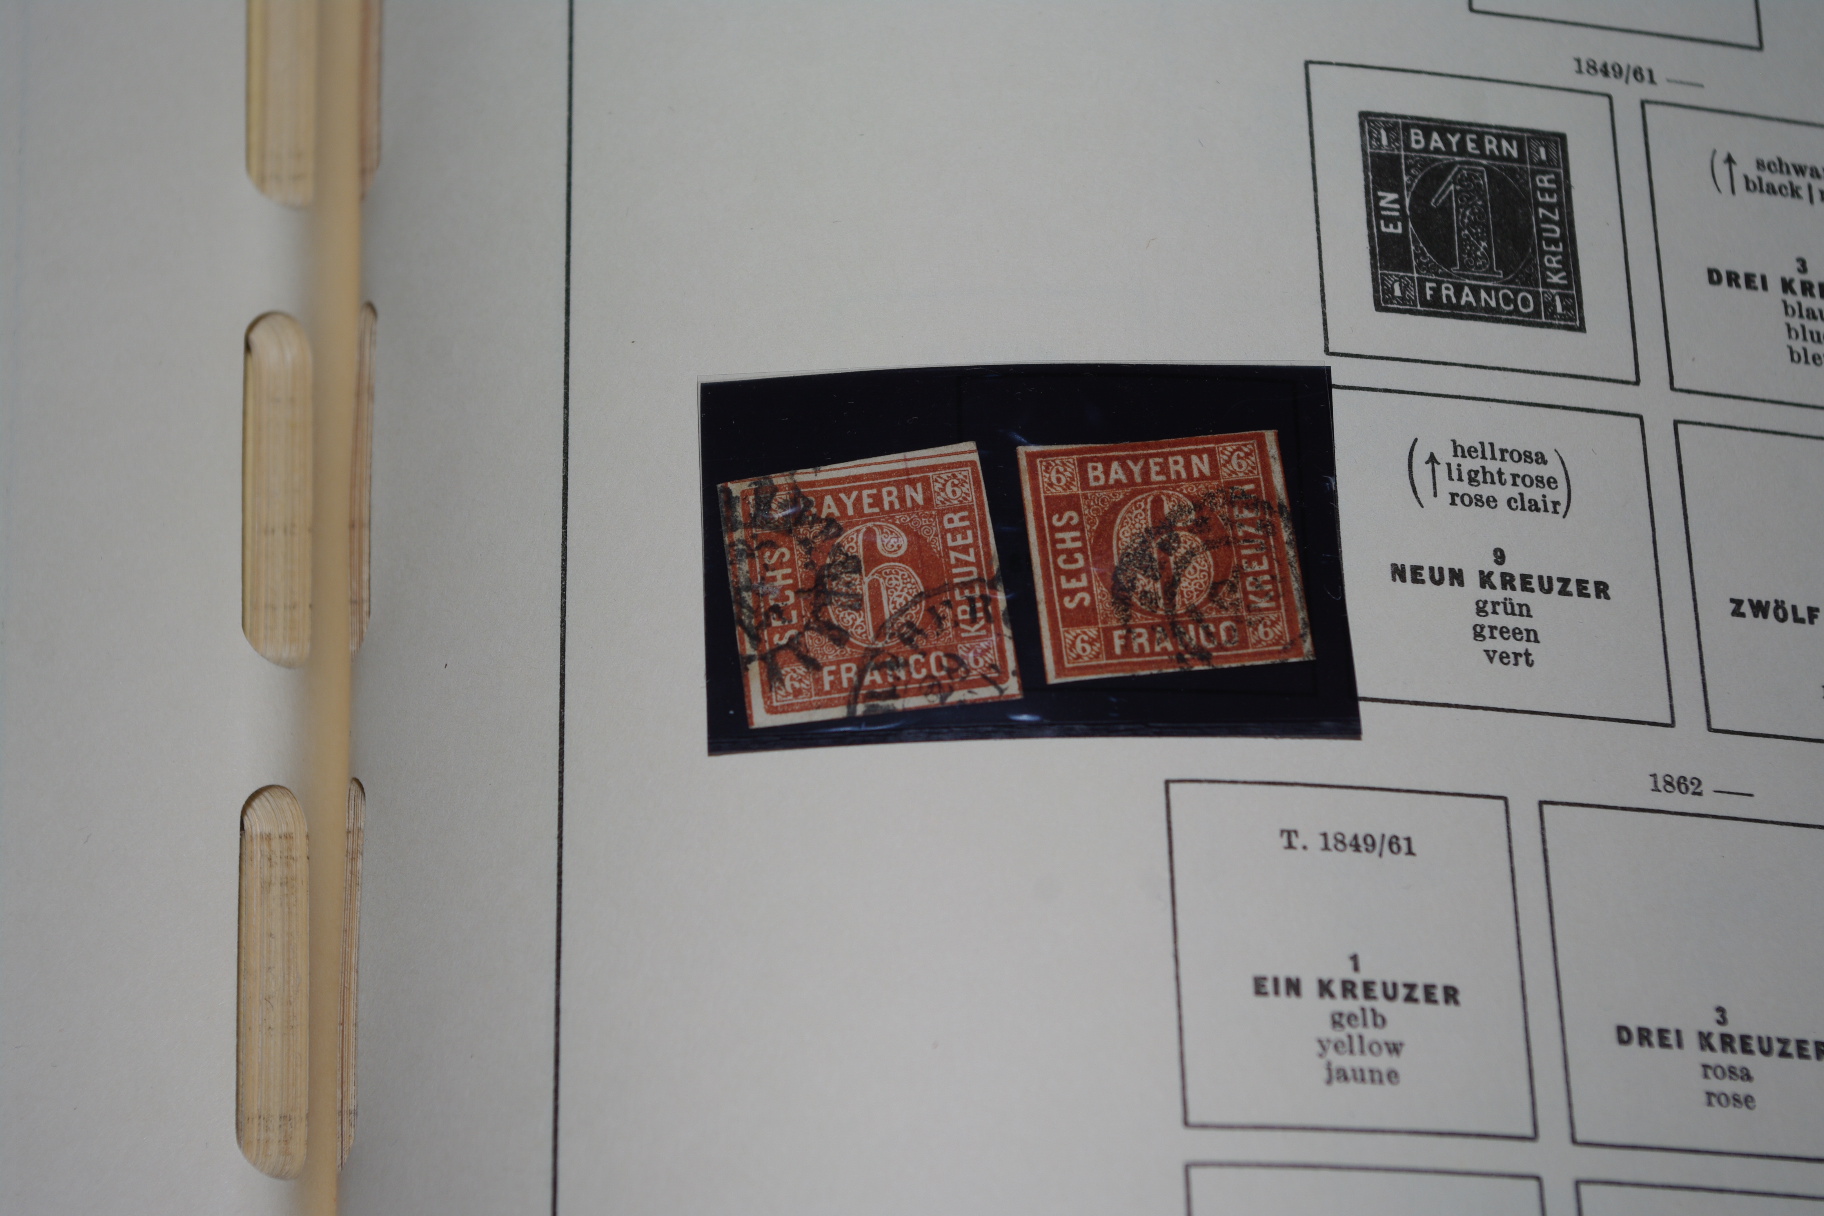 1849/61 —
1 BAYERN 1
EIN
1
KREUZER
1 FRANCO 1
(↑ 
black
3
DREI
(↑ hellrosa
light rose
rose clair)
9
NEUN KREUZER
grün
green
vert
ZWÖLF
BAYERN 6
SECHS
6
KREUZER
6 FRANCO 6
6 BAYERN 6
SECHS
6
KREUZER
6 FRANCO 6
1862 —
T. 1849/61
1
EIN KREUZER
gelb
yellow
jaune
3
DREI KREUZER
rosa
rose